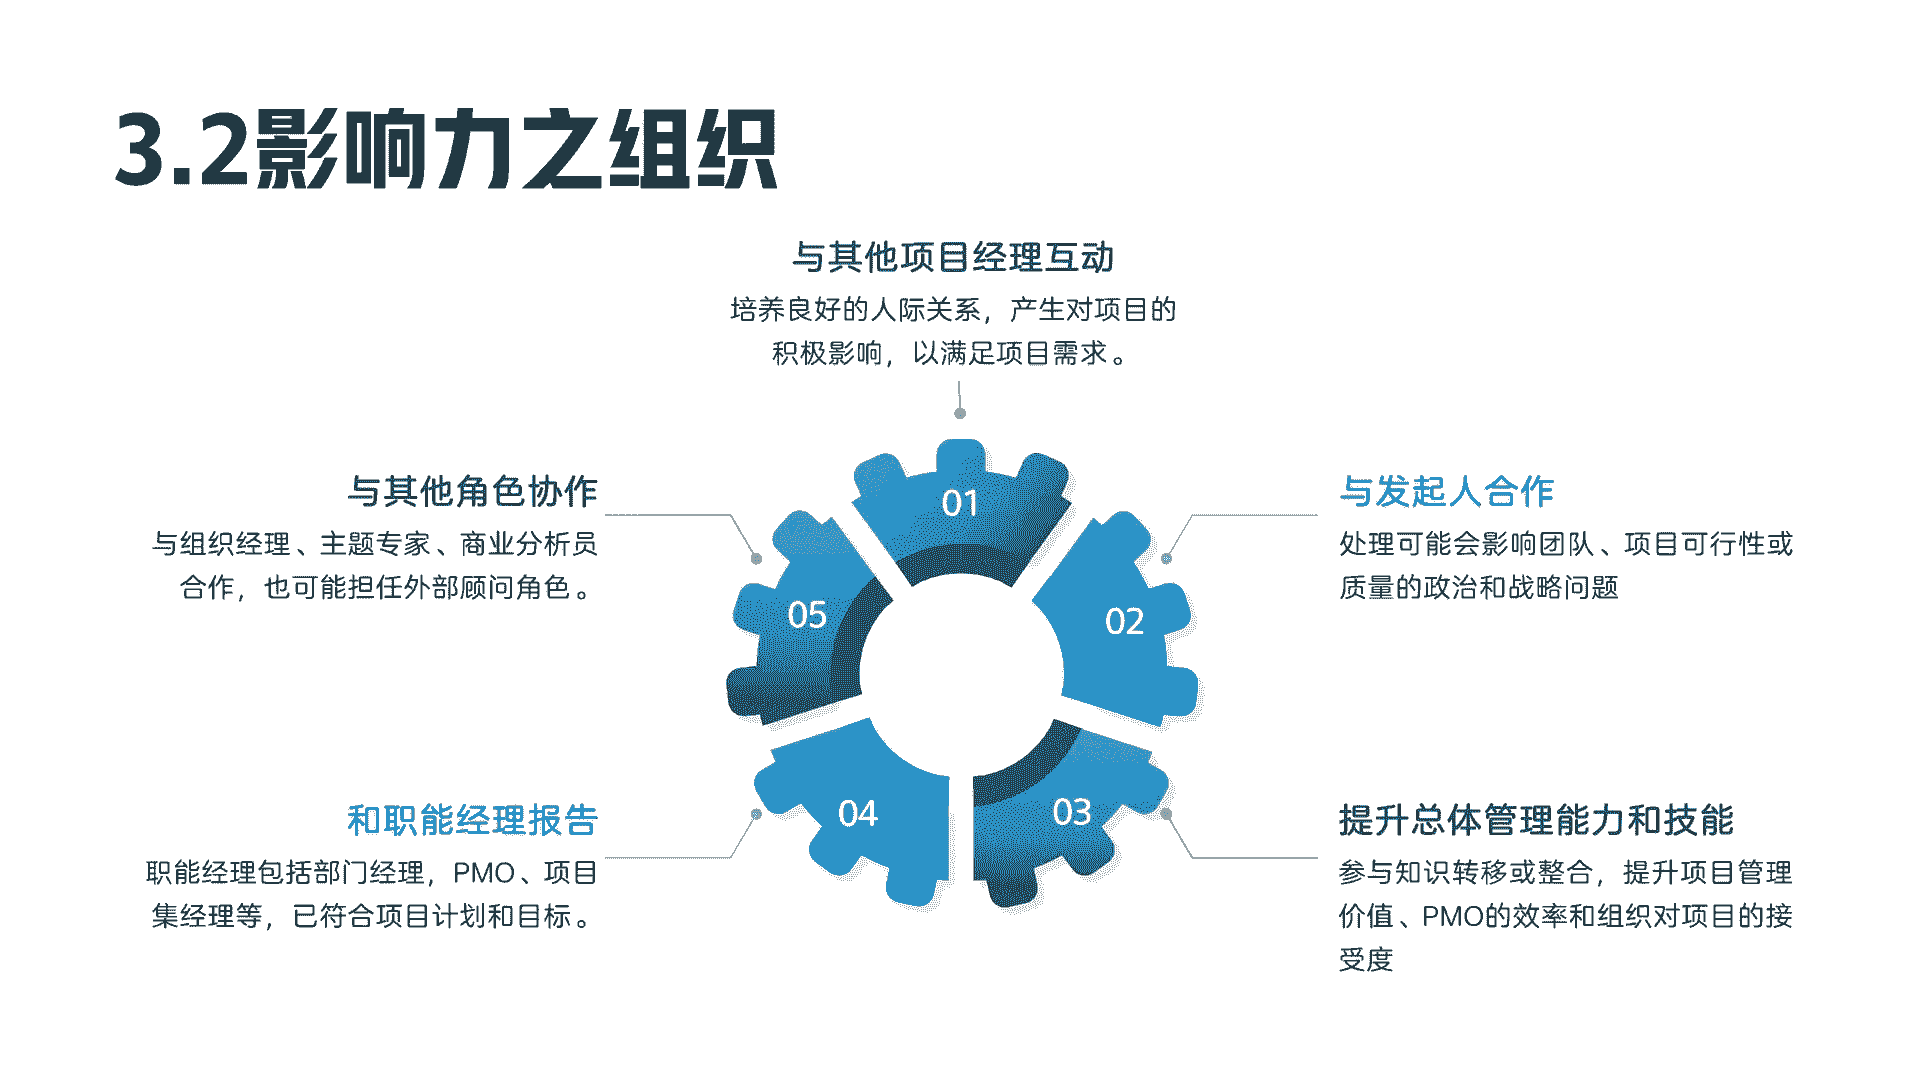 3.2影响力之组织
与其他项目经理互动
培养良好的人际关系，产生对项目的
积极影响，以满足项目需求。
01
与发起人合作
处理可能会影响团队、项目可行性或
质量的政治和战略问题
02
提升总体管理能力和技能
参与知识转移或整合，提升项目管理
价值、PMO的效率和组织对项目的接
受度
03
和职能经理报告
职能经理包括部门经理，PMO、项目
集经理等，已符合项目计划和目标。
04
与其他角色协作
与组织经理、主题专家、商业分析员
合作，也可能担任外部顾问角色。
05